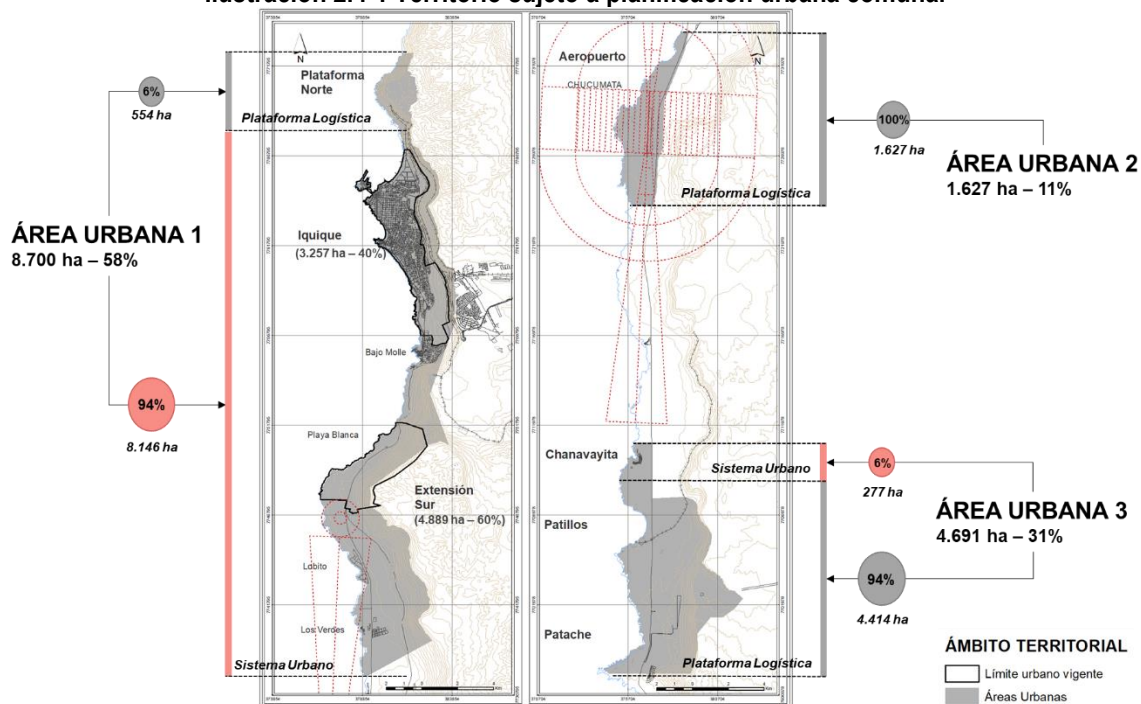 Ilustración 2.4-1 Territorio sujeto a planificación urbana comunal
N
Plataforma
Norte
Plataforma Logística
6%
554 ha
ÁREA URBANA 1
8.700 ha – 58%
94%
8.146 ha
Iquique
(3.257 ha – 40%)
Bajo Molle
Playa Blanca
Extensión
Sur
(4.889 ha – 60%)
Lobito
Los Verdes
Sistema Urbano
Km
N
Aeropuerto
CHUCUMATA
Plataforma Logística
100%
1.627 ha
ÁREA URBANA 2
1.627 ha – 11%
Chanavayita
Sistema Urbano
6%
277 ha
ÁREA URBANA 3
4.691 ha – 31%
Patillos
94%
4.414 ha
Patache
Plataforma Logística
Km
ÁMBITO TERRITORIAL
Límite urbano vigente
Áreas Urbanas